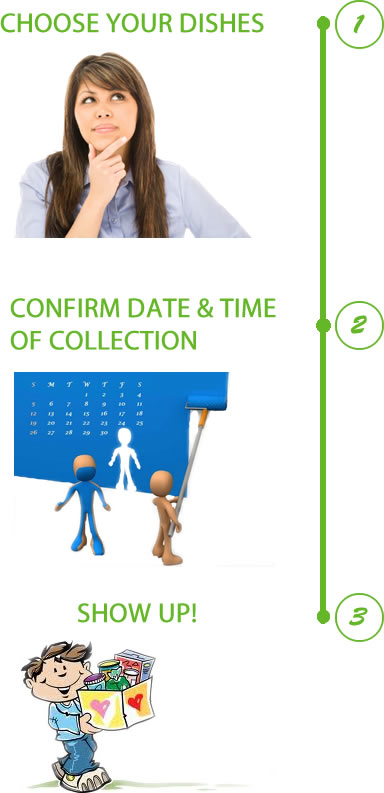 CHOOSE YOUR DISHES
1
CONFIRM DATE & TIME
OF COLLECTION
2
S M T W T F S
1 2 3 4
5 6 7 8 9 10 11
12 13 14 15 16 17 18
19 20 21 22 23 24 25
26 27 28 29 30
SHOW UP!
3